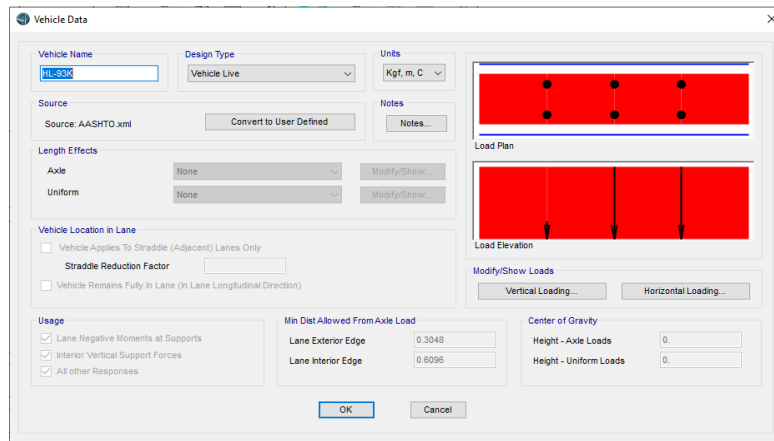 Vehicle Data
Vehicle Name
HL-93K
Design Type
Vehicle Live
Units
Kgf, m, C
Source
Source: AASHTO.xml
Convert to User Defined
Notes
Notes...
Load Plan
Length Effects
Axle
None
Modify/Show...
Uniform
None
Modify/Show...
Load Elevation
Vehicle Location in Lane
Vehicle Applies To Straddle (Adjacent) Lanes Only
Straddle Reduction Factor
Vehicle Remains Fully In Lane (In Lane Longitudinal Direction)
Modify/Show Loads
Vertical Loading...
Horizontal Loading...
Usage
Lane Negative Moments at Supports
Interior Vertical Support Forces
All other Responses
Min Dist Allowed From Axle Load
Lane Exterior Edge
0.3048
Lane Interior Edge
0.6096
Center of Gravity
Height - Axle Loads
0.
Height - Uniform Loads
0.
OK
Cancel